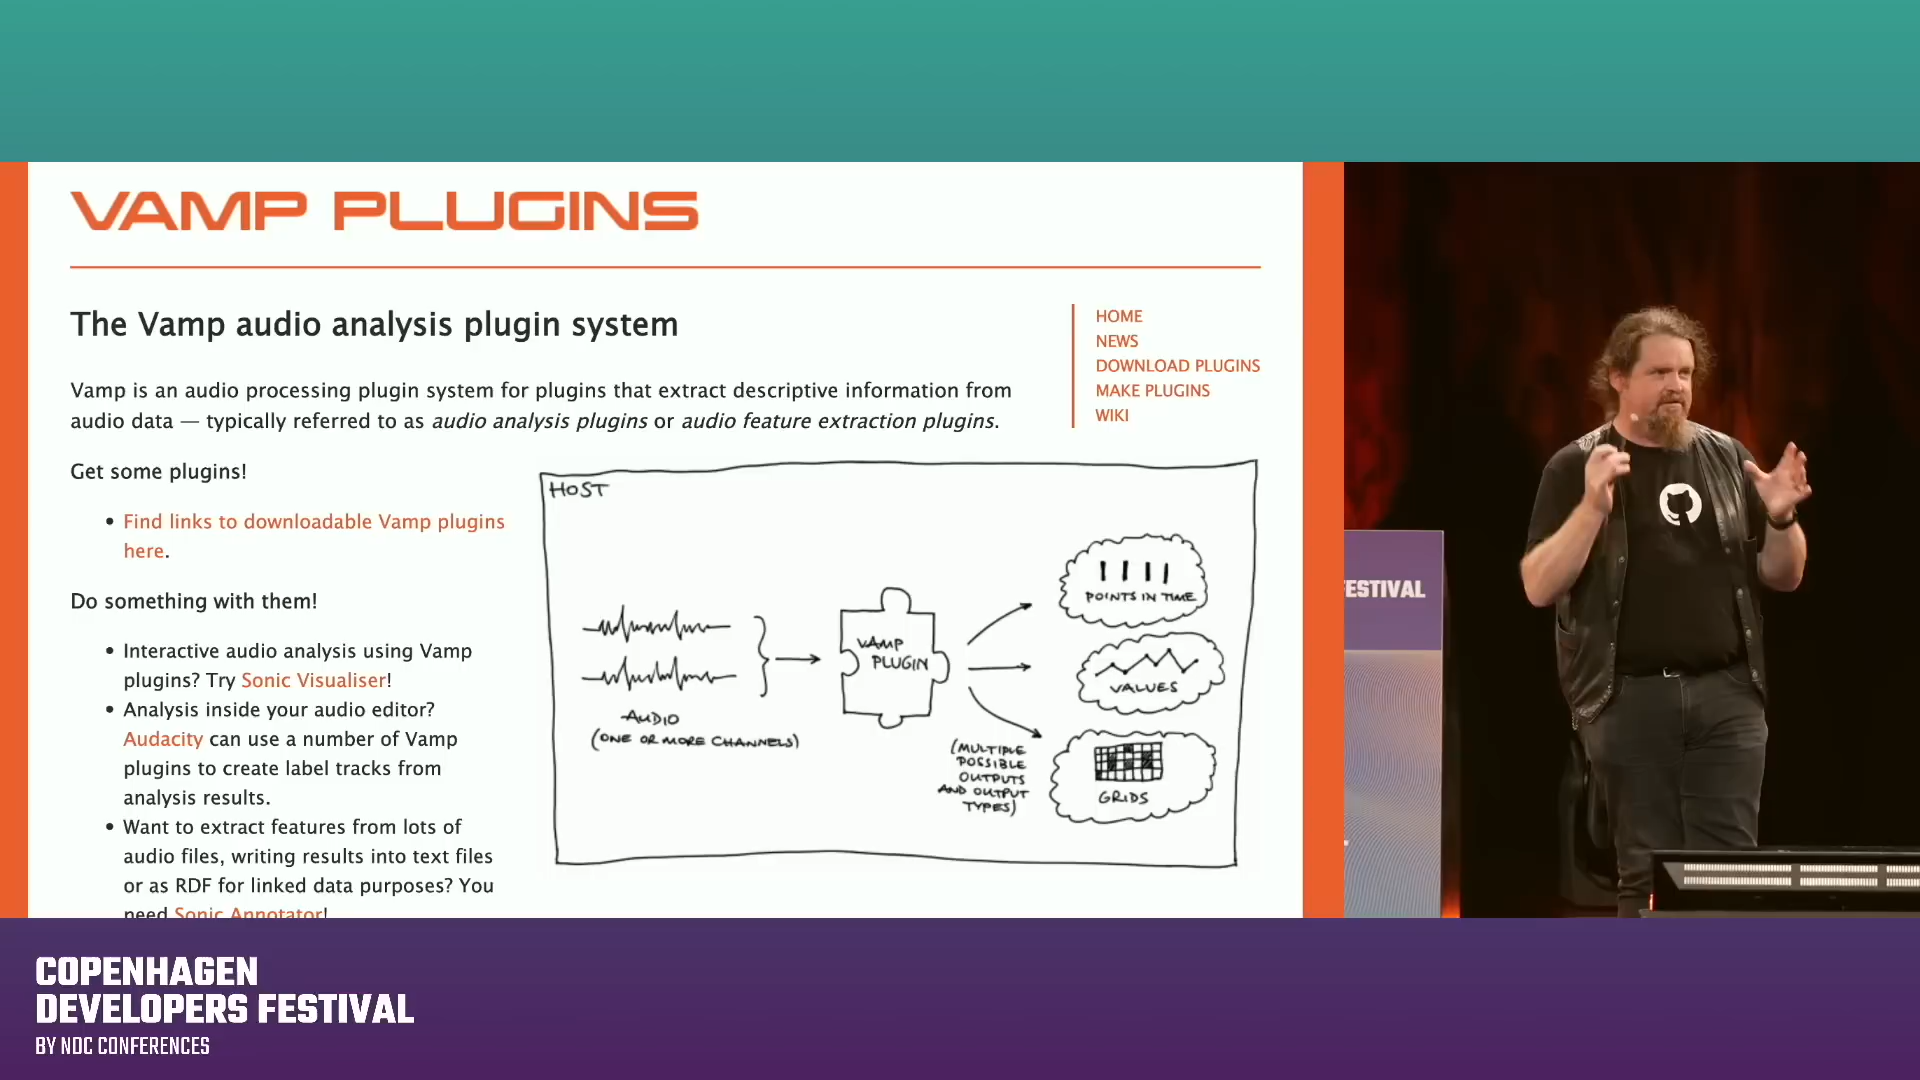 VAMP PLUGINS
The Vamp audio analysis plugin system
HOME
NEWS
DOWNLOAD PLUGINS
MAKE PLUGINS
WIKI
Vamp is an audio processing plugin system for plugins that extract descriptive information from
audio data — typically referred to as audio analysis plugins or audio feature extraction plugins.
Get some plugins!
• Find links to downloadable Vamp plugins
here.
Do something with them!
• Interactive audio analysis using Vamp
plugins? Try Sonic Visualiser!
• Analysis inside your audio editor?
Audacity can use a number of Vamp
plugins to create label tracks from
analysis results.
• Want to extract features from lots of
audio files, writing results into text files
or as RDF for linked data purposes? You
need Sonic Annotator!
HOST
AUDIO
(ONE OR MORE CHANNELS)
VAMP
PLUGIN
(MULTIPLE
POSSIBLE
OUTPUTS
AND OUTPUT
TYPES)
POINTS IN TIME
VALUES
GRIDS
ESTIVAL
COPENHAGEN
DEVELOPERS FESTIVAL
BY NDC CONFERENCES